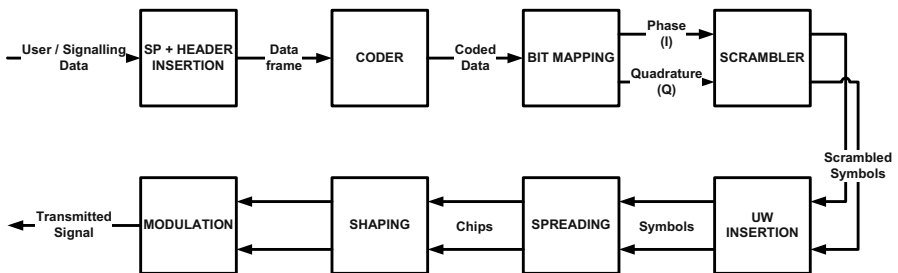 User / Signalling
Data
SP + HEADER
INSERTION
Data
frame
CODER
Coded
Data
BIT MAPPING
Phase
(I)
Quadrature
(Q)
SCRAMBLER
Scrambled
Symbols
Transmitted
Signal
MODULATION
SHAPING
Chips
SPREADING
Symbols
UW
INSERTION